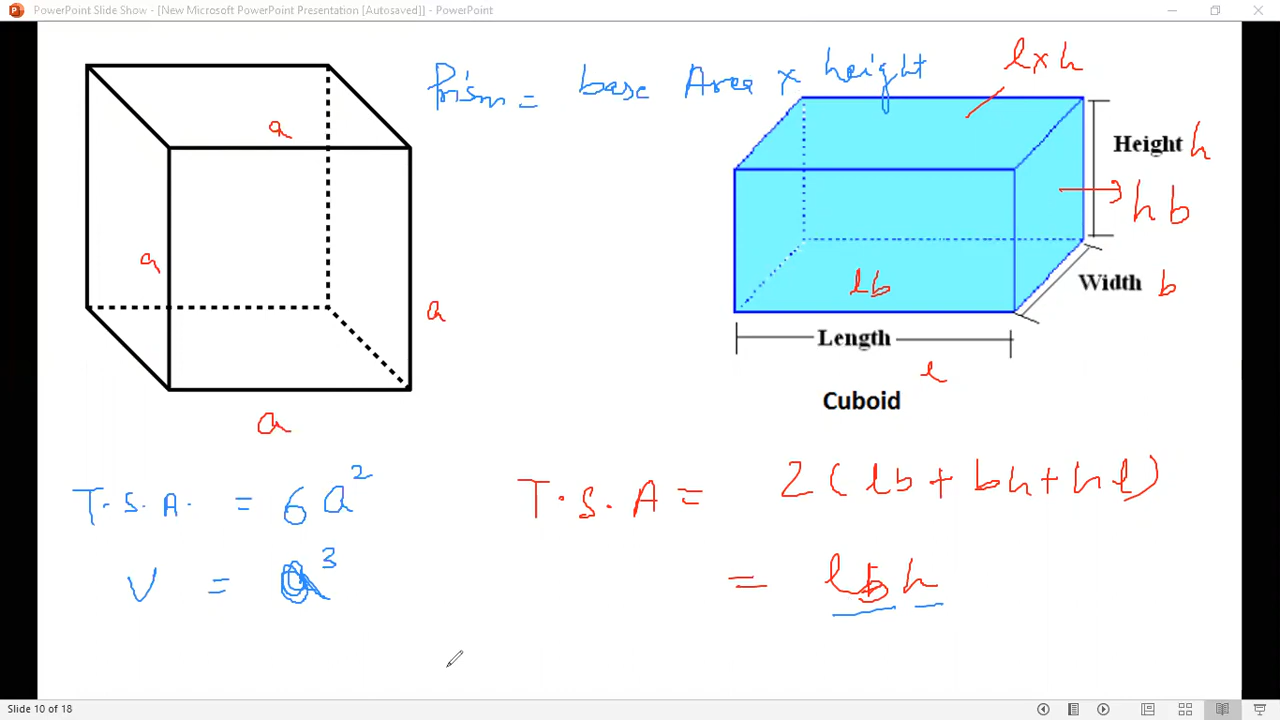 PowerPoint Slide Show - [New Microsoft PowerPoint Presentation [Autosaved]] - PowerPoint
Prism = base Area x height
l x h
a
Height h
h b
a
lb
Width b
a
Length
l
a
Cuboid
T.S.A. = 6a²
T.S.A = 2(lb+bh+hl)
V = a³
= lbh
Slide 10 of 18